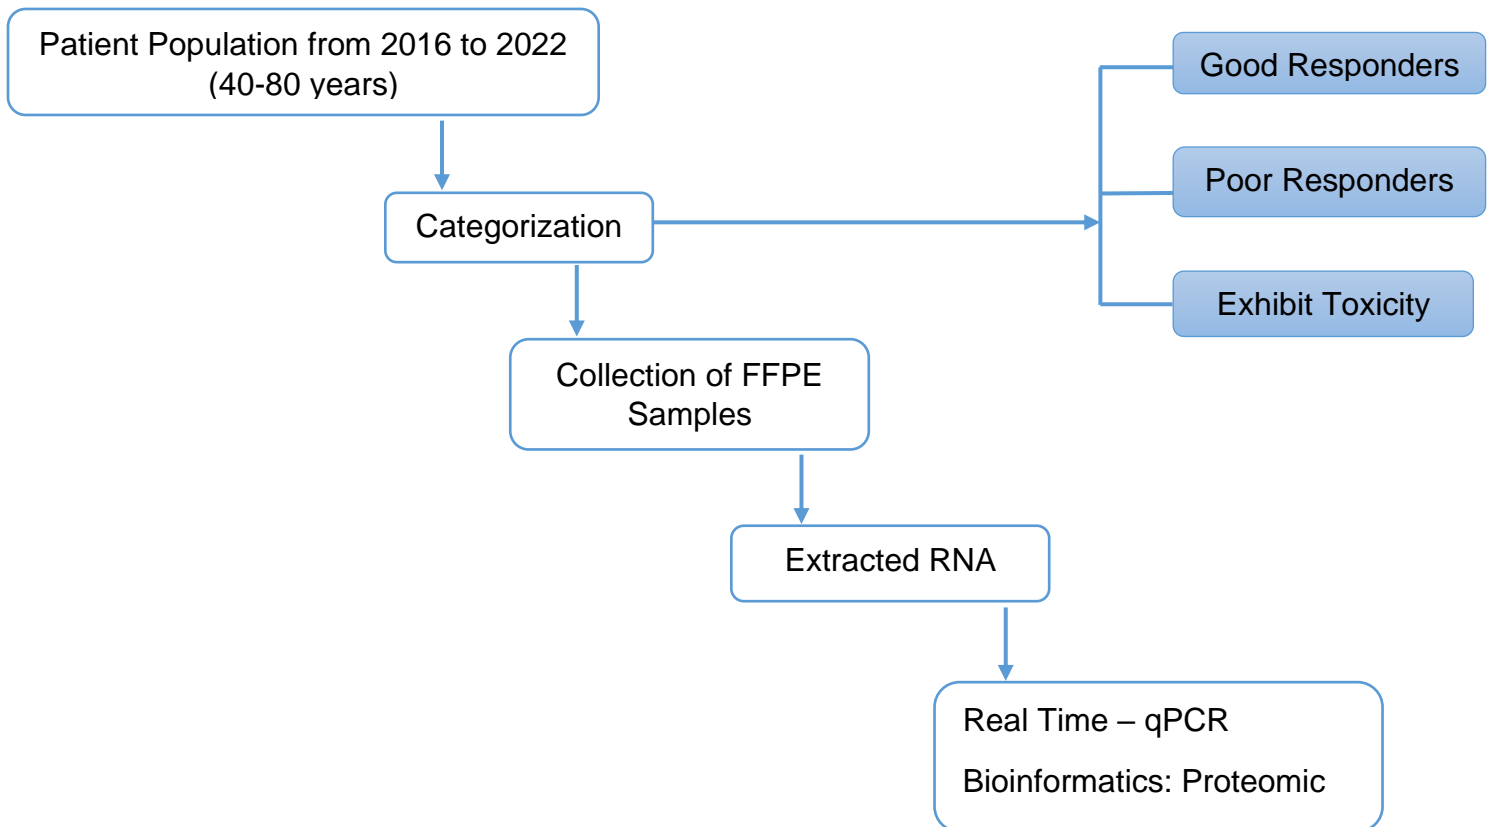 Patient Population from 2016 to 2022
(40-80 years)
Categorization
Good Responders
Poor Responders
Exhibit Toxicity
Collection of FFPE
Samples
Extracted RNA
Real Time – qPCR
Bioinformatics: Proteomic